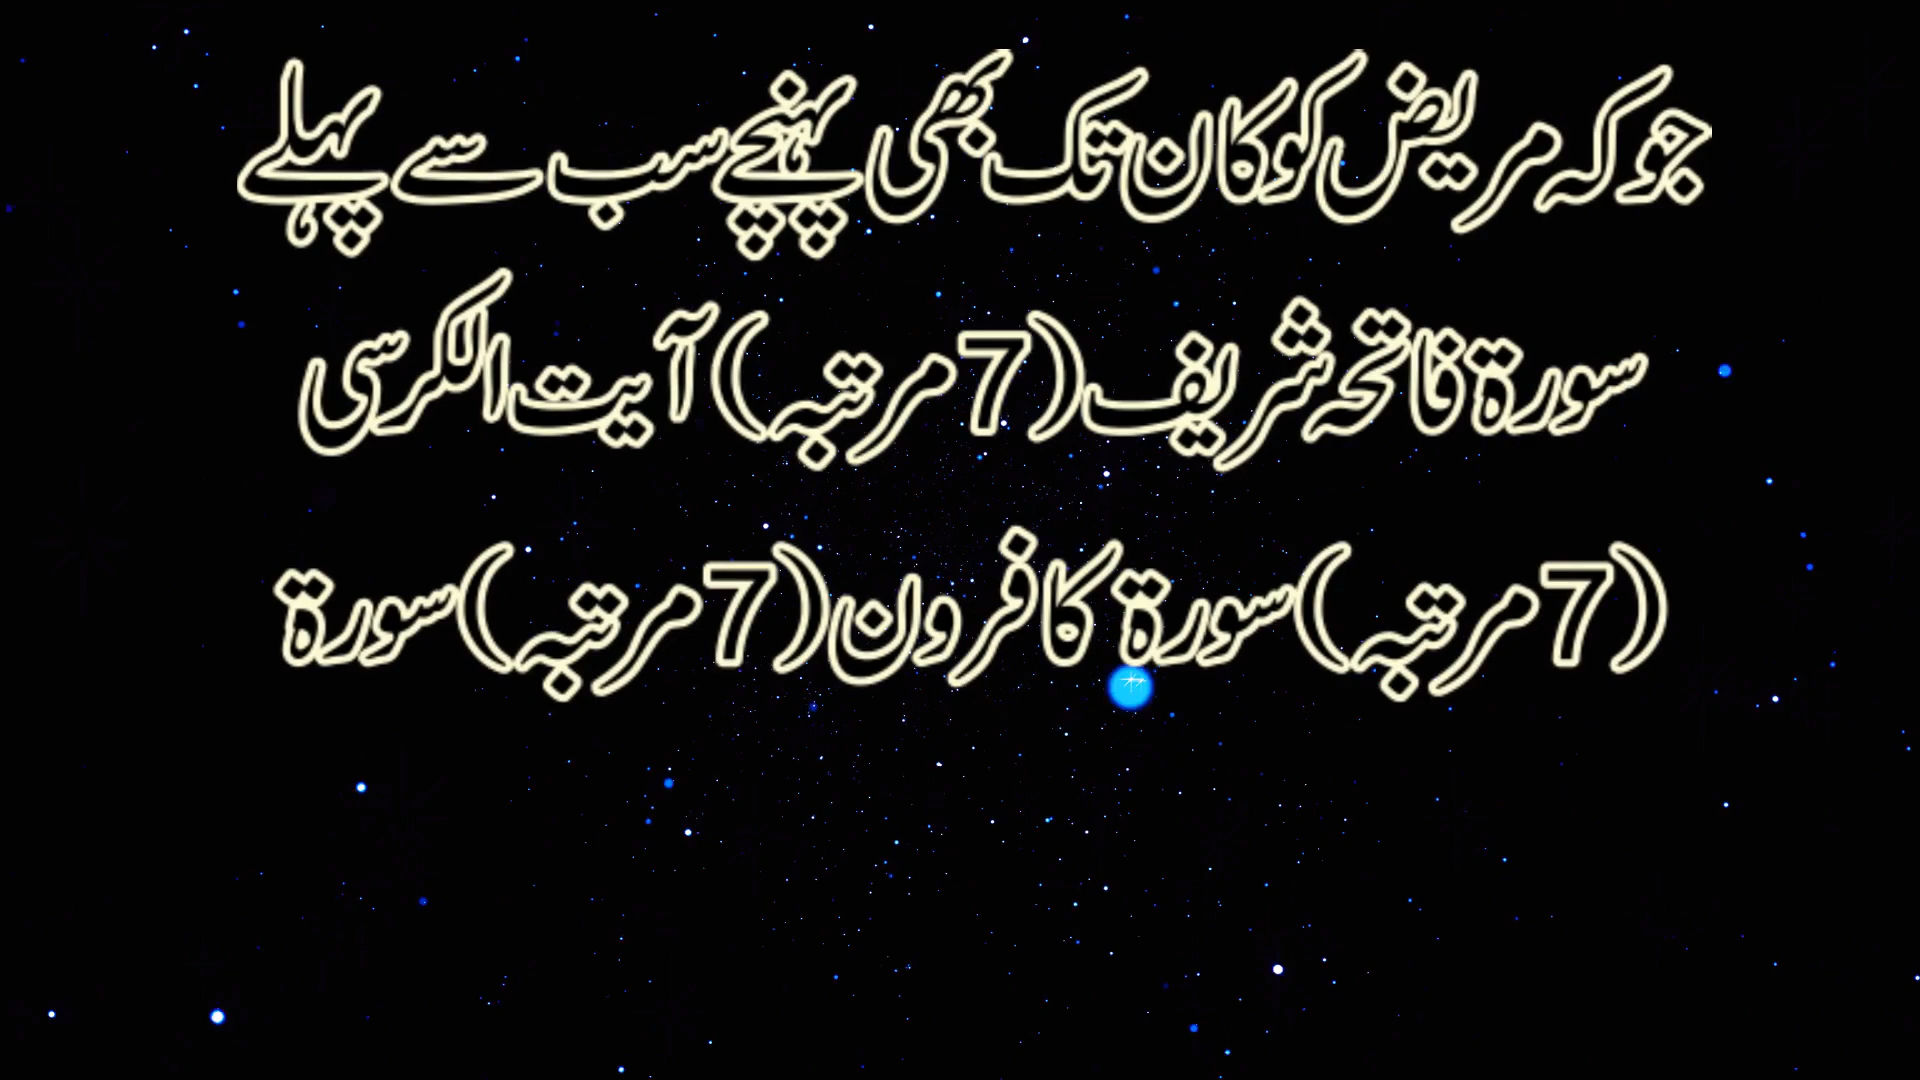 جو کہ مریض کو کان تک بھی پہنچے سب سے پہلے
سورۃ فاتحہ شریف (7 مرتبہ) آیت الکرسی
(7 مرتبہ) سورۃ کافرون (7 مرتبہ) سورۃ